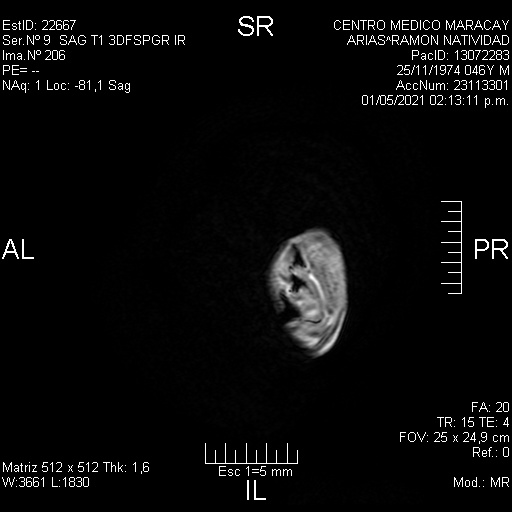 EstID: 22667
Ser.Nº 9 SAG T1 3DFSPGR IR
Ima.Nº 206
PE= --
NAq: 1 Loc: -81,1 Sag
SR
CENTRO MEDICO MARACAY
ARIAS^RAMON NATIVIDAD
PacID: 13072283
25/11/1974 046Y M
AccNum: 23113301
01/05/2021 02:13:11 p.m.
AL
PR
FA: 20
TR: 15 TE: 4
FOV: 25 x 24,9 cm
Ref.: 0
Mod.: MR
Matriz 512 x 512 Thk: 1,6
W:3661 L:1830
Esc 1=5 mm
IL